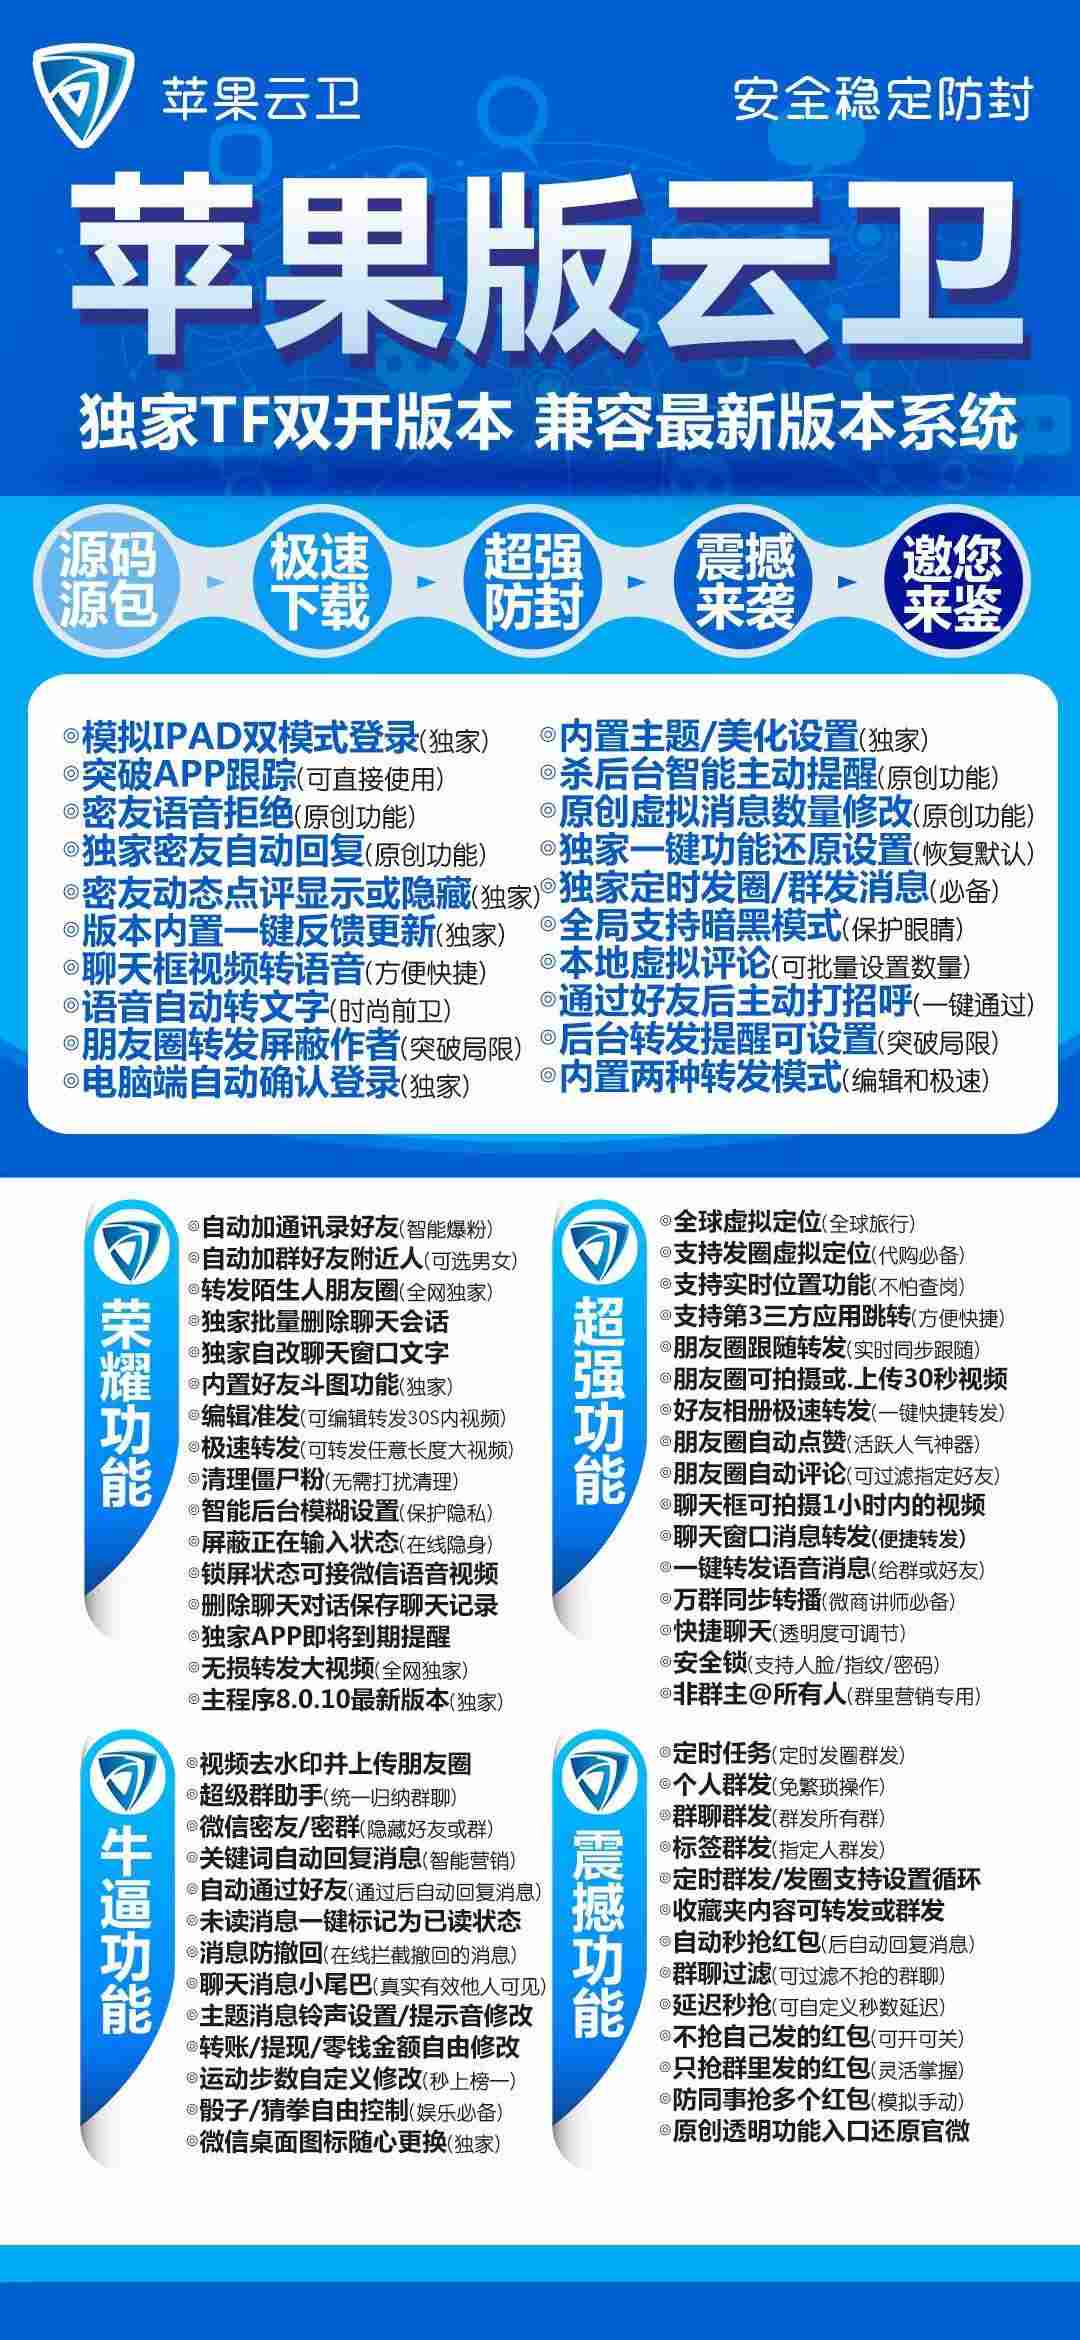 苹果云卫
安全稳定防封
苹果版云卫
独家TF双开版本 兼容最新版本系统
源码
源包
极速
下载
超强
防封
震撼
来袭
邀您
来鉴
模拟IPAD双模式登录(独家)
突破APP跟踪(可直接使用)
密友语音拒绝(原创功能)
独家密友自动回复(原创功能)
密友动态点评显示或隐藏(独家)
版本内置一键反馈更新(独家)
聊天框视频转语音(方便快捷)
语音自动转文字(时尚前卫)
朋友圈转发屏蔽作者(突破局限)
电脑端自动确认登录(独家)
内置主题/美化设置(独家)
杀后台智能主动提醒(原创功能)
原创虚拟消息数量修改(原创功能)
独家一键功能还原设置(恢复默认)
独家定时发圈/群发消息(必备)
全局支持暗黑模式(保护眼睛)
本地虚拟评论(可批量设置数量)
通过好友后主动打招呼(一键通过)
后台转发提醒可设置(突破局限)
内置两种转发模式(编辑和极速)
荣耀功能
自动加通讯录好友(智能爆粉)
自动加群好友附近人(可选男女)
转发陌生人朋友圈(全网独家)
独家批量删除聊天会话
独家自改聊天窗口文字
内置好友斗图功能(独家)
编辑准发(可编辑转发30S内视频)
极速转发(可转发任意长度大视频)
清理僵尸粉(无需打扰清理)
智能后台模糊设置(保护隐私)
屏蔽正在输入状态(在线隐身)
锁屏状态可接微信语音视频
删除聊天对话保存聊天记录
独家APP即将到期提醒
无损转发大视频(全网独家)
主程序8.0.10最新版本(独家)
超强功能
全球虚拟定位(全球旅行)
支持发圈虚拟定位(代购必备)
支持实时位置功能(不怕查岗)
支持第3三方应用跳转(方便快捷)
朋友圈跟随转发(实时同步跟随)
朋友圈可拍摄或.上传30秒视频
好友相册极速转发(一键快捷转发)
朋友圈自动点赞(活跃人气神器)
朋友圈自动评论(可过滤指定好友)
聊天框可拍摄1小时内的视频
聊天窗口消息转发(便捷转发)
一键转发语音消息(给群或好友)
万群同步转播(微商讲师必备)
快捷聊天(透明度可调节)
安全锁(支持人脸/指纹/密码)
非群主@所有人(群里营销专用)
牛逼功能
视频去水印并上传朋友圈
超级群助手(统一归纳群聊)
微信密友/密群(隐藏好友或群)
关键词自动回复消息(智能营销)
自动通过好友(通过后自动回复消息)
未读消息一键标记为已读状态
消息防撤回(在线拦截撤回的消息)
聊天消息小尾巴(真实有效他人可见)
主题消息铃声设置/提示音修改
转账/提现/零钱金额自由修改
运动步数自定义修改(秒上榜一)
骰子/猜拳自由控制(娱乐必备)
微信桌面图标随心更换(独家)
震撼功能
定时任务(定时发圈群发)
个人群发(免繁琐操作)
群聊群发(群发所有群)
标签群发(指定人群发)
定时群发/发圈支持设置循环
收藏夹内容可转发或群发
自动秒抢红包(后自动回复消息)
群聊过滤(可过滤不抢的群聊)
延迟秒抢(可自定义秒数延迟)
不抢自己发的红包(可开可关)
只抢群里发的红包(灵活掌握)
防同事抢多个红包(模拟手动)
原创透明功能入口还原官微